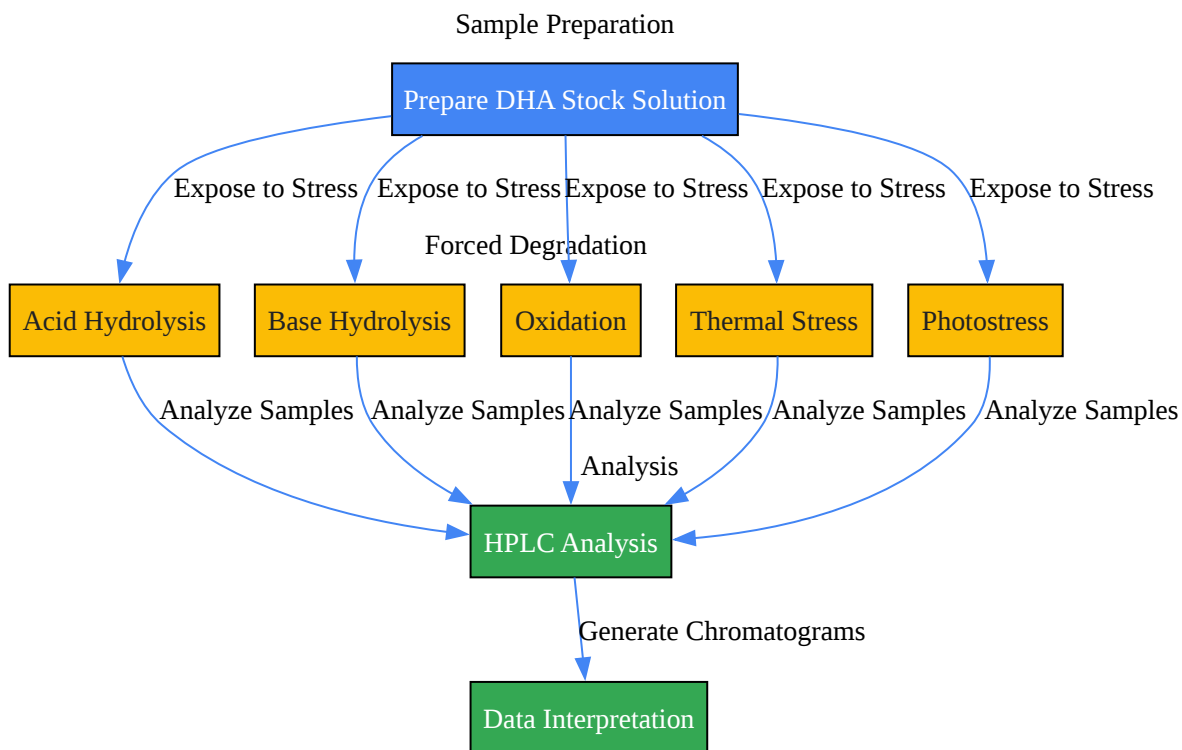 Sample Preparation
Prepare DHA Stock Solution
Expose to Stress
Expose to Stress
Expose to Stress
Expose to Stress
Expose to Stress
Forced Degradation
Acid Hydrolysis
Base Hydrolysis
Oxidation
Thermal Stress
Photostress
Analyze Samples
Analyze Samples
Analyze Samples
Analyze Samples
Analyze Samples
Analysis
HPLC Analysis
Generate Chromatograms
Data Interpretation